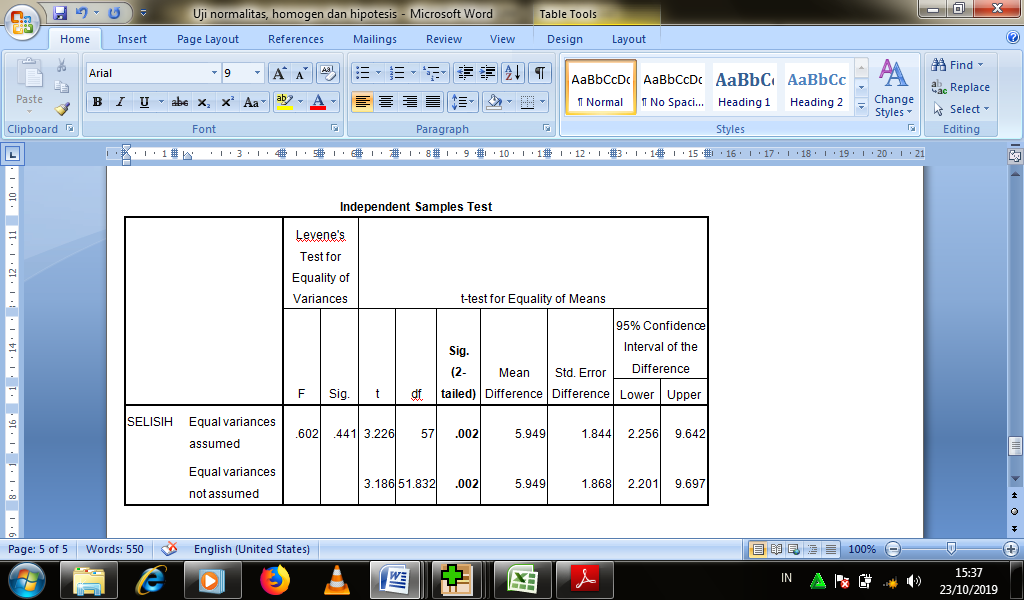 Uji normalitas, homogen dan hipotesis - Microsoft Word
Table Tools
Home Insert Page Layout References Mailings Review View Design Layout
Paste
Clipboard
Arial 9
Font
Paragraph
AaBbCcDc AaBbCcDc AaBbC AaBbCc
¶ Normal ¶ No Spaci... Heading 1 Heading 2
Change
Styles
Styles
Find
Replace
Select
Editing
Independent Samples Test
Levene's
Test for
Equality of
Variances
t-test for Equality of Means
F
Sig.
t
df
Sig.
(2-
tailed)
Mean
Difference
Std. Error
Difference
95% Confidence
Interval of the
Difference
Lower Upper
SELISIH Equal variances
assumed
.602 .441 3.226 57 .002 5.949 1.844 2.256 9.642
Equal variances
not assumed
3.186 51.832 .002 5.949 1.868 2.201 9.697
Page: 5 of 5 Words: 550 English (United States) 100%
IN
15:37
23/10/2019